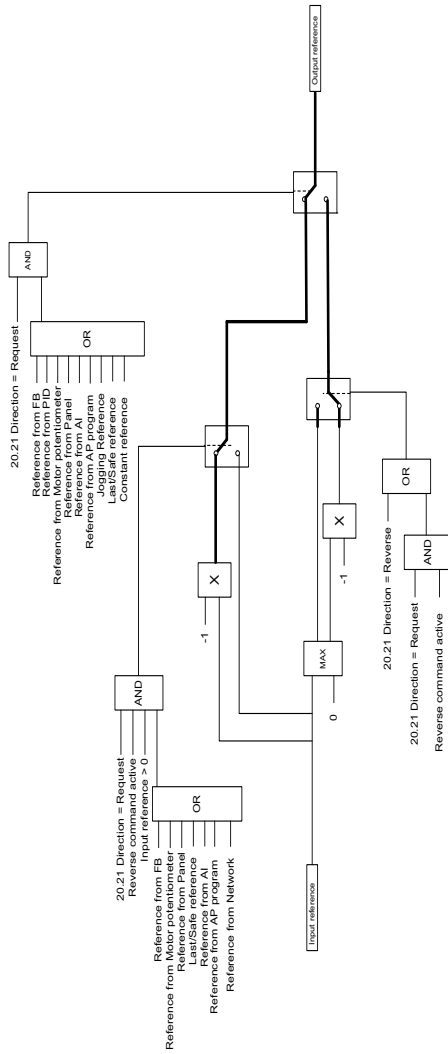 20.21 Direction = Request
Reverse command active
Input reference > 0
AND
Reference from FB
Reference from Motor potentiometer
Reference from Panel
Last/Safe reference
Reference from AI
Reference from AP program
Reference from Network
OR
20.21 Direction = Request
AND
Reference from FB
Reference from PID
Reference from Motor potentiometer
Reference from Panel
Reference from AI
Reference from AP program
Jogging Reference
Last/Safe reference
Constant reference
OR
-1
X
Input reference
MAX
0
X
-1
Output reference
20.21 Direction = Reverse
OR
20.21 Direction = Request
AND
Reverse command active